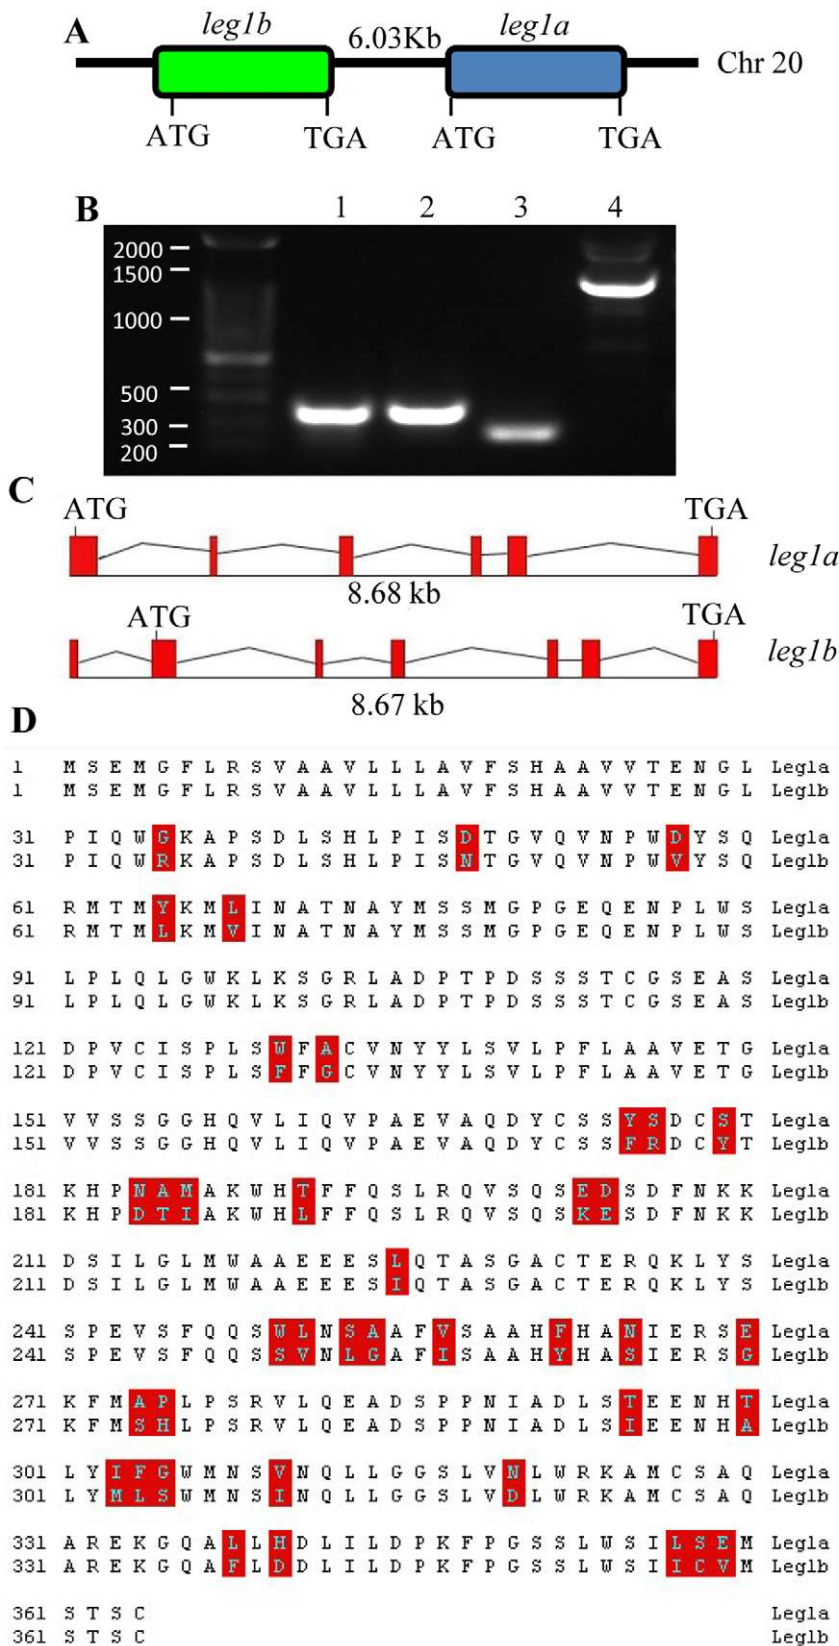 A
leg1b 6.03Kb leg1a
Chr 20
ATG TGA ATG TGA
B 1 2 3 4
2000
1500
1000
500
300
200
C
ATG TGA
leg1a
8.68 kb
ATG TGA
leg1b
8.67 kb
D
1 M S E M G F L R S V A A V L L L A V F S H A A V V T E N G L Leg1a
1 M S E M G F L R S V A A V L L L A V F S H A A V V T E N G L Leg1b
31 P I Q W G K A P S D L S H L P I S D T G V Q V N P W D Y S Q Leg1a
31 P I Q W R K A P S D L S H L P I S N T G V Q V N P W V Y S Q Leg1b
61 R M T M Y K M L I N A T N A Y M S S M G P G E Q E N P L W S Leg1a
61 R M T M L K M V I N A T N A Y M S S M G P G E Q E N P L W S Leg1b
91 L P L Q L G W K L K S G R L A D P T P D S S S T C G S E A S Leg1a
91 L P L Q L G W K L K S G R L A D P T P D S S S T C G S E A S Leg1b
121 D P V C I S P L S W F A C V N Y Y L S V L P F L A A V E T G Leg1a
121 D P V C I S P L S F F G C V N Y Y L S V L P F L A A V E T G Leg1b
151 V V S S G G H Q V L I Q V P A E V A Q D Y C S S Y S D C S T Leg1a
151 V V S S G G H Q V L I Q V P A E V A Q D Y C S S F R D C Y T Leg1b
181 K H P N A M A K W H T F F Q S L R Q V S Q S E D S D F N K K Leg1a
181 K H P D T I A K W H L F F Q S L R Q V S Q S K E S D F N K K Leg1b
211 D S I L G L M W A A E E E S L Q T A S G A C T E R Q K L Y S Leg1a
211 D S I L G L M W A A E E E S I Q T A S G A C T E R Q K L Y S Leg1b
241 S P E V S F Q Q S W L N S A A F V S A A H F H A N I E R S E Leg1a
241 S P E V S F Q Q S S V N L G A F I S A A H Y H A S I E R S G Leg1b
271 K F M A P L P S R V L Q E A D S P P N I A D L S T E E N H T Leg1a
271 K F M S H L P S R V L Q E A D S P P N I A D L S I E E N H A Leg1b
301 L Y I F G W M N S V N Q L L G G S L V N L W R K A M C S A Q Leg1a
301 L Y M L S W M N S I N Q L L G G S L V D L W R K A M C S A Q Leg1b
331 A R E K G Q A L L H D L I L D P K F P G S S L W S I L S E M Leg1a
331 A R E K G Q A F L D D L I L D P K F P G S S L W S I I C V M Leg1b
361 S T S C Leg1a
361 S T S C Leg1b